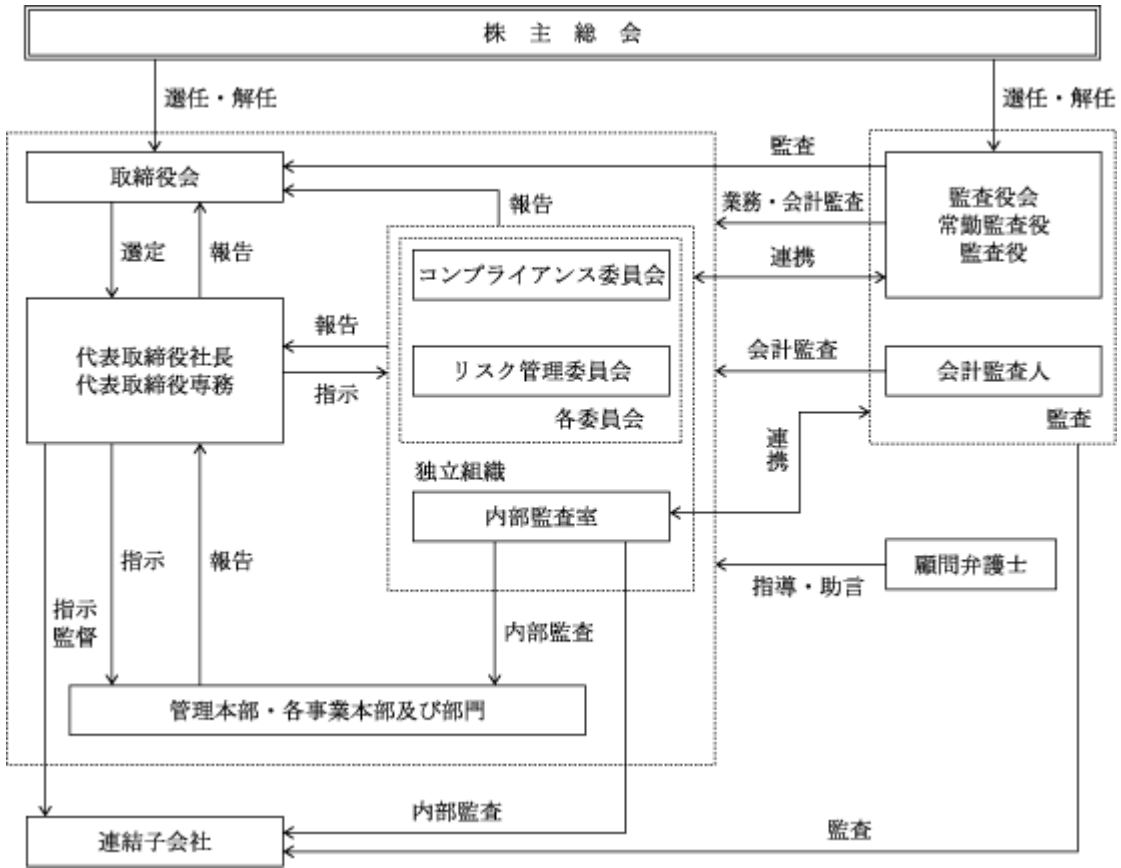 株 主 総 会
選任・解任
選任・解任
取締役会
監査
監査役会
常勤監査役
監査役
報告
業務・会計監査
選定
報告
連携
コンプライアンス委員会
代表取締役社長
代表取締役専務
報告
指示
リスク管理委員会
各委員会
会計監査
会計監査人
監査
連携
独立組織
内部監査室
指示
報告
顧問弁護士
指導・助言
指示
監督
内部監査
管理本部・各事業本部及び部門
内部監査
監査
連結子会社